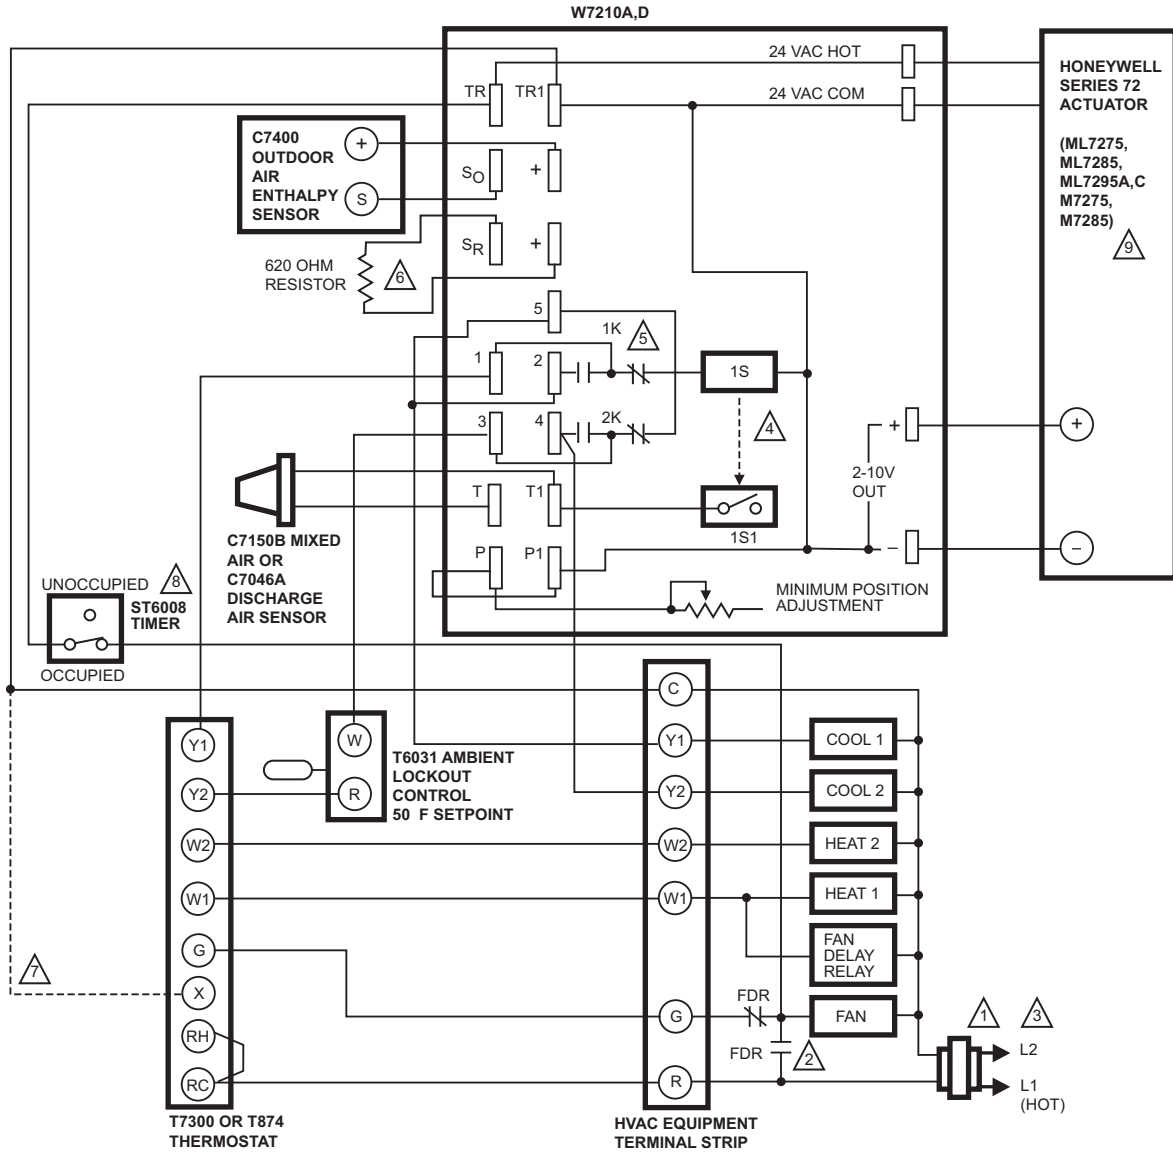 W7210A,D
24 VAC HOT
TR
TR1
24 VAC COM
HONEYWELL
SERIES 72
ACTUATOR
(ML7275,
ML7285,
ML7295A,C
M7275,
M7285)
9
C7400
OUTDOOR
AIR
ENTHALPY
SENSOR
+
S
SO
+
SR
+
620 OHM
RESISTOR
6
5
1K
5
1
2
1S
3
4
2K
4
+
+
2-10V
OUT
T
T1
1S1
C7150B MIXED
AIR OR
C7046A
DISCHARGE
AIR SENSOR
P
P1
–
–
MINIMUM POSITION
ADJUSTMENT
UNOCCUPIED
8
ST6008
TIMER
OCCUPIED
C
Y1
W
T6031 AMBIENT
LOCKOUT
CONTROL
50 F SETPOINT
Y1
COOL 1
Y2
R
Y2
COOL 2
W2
W2
HEAT 2
W1
W1
HEAT 1
G
FAN
DELAY
RELAY
7
X
FDR
G
FAN
1
3
RH
FDR
2
L2
RC
R
L1
(HOT)
T7300 OR T874
THERMOSTAT
HVAC EQUIPMENT
TERMINAL STRIP